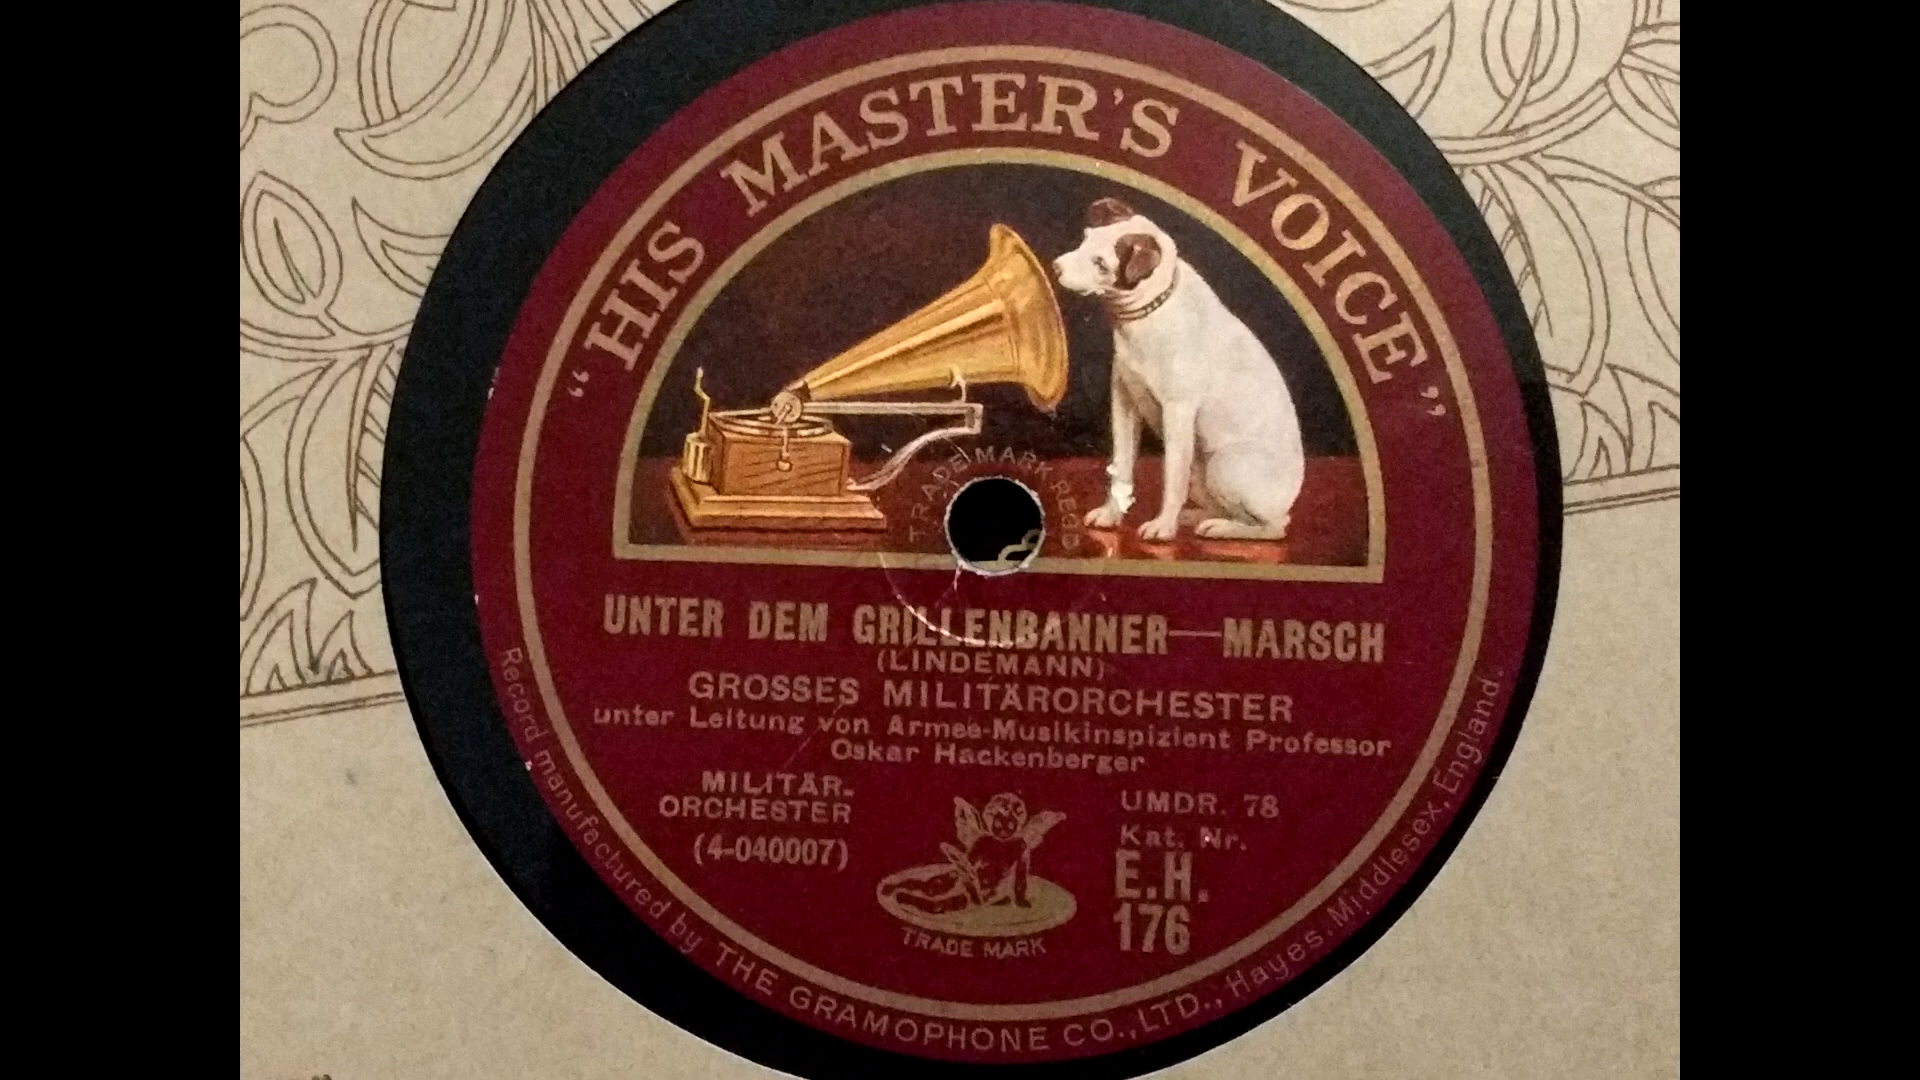 “HIS MASTER'S VOICE”
TRADE MARK REGD
UNTER DEM GRILLENBANNER—MARSCH
(LINDEMANN)
GROSSES MILITÄRORCHESTER
unter Leitung von Armee-Musikinspizient Professor
Oskar Hackenberger
MILITÄR-
ORCHESTER
(4-040007)
UMDR. 78
Kat. Nr.
E.H.
176
TRADE MARK
Record manufactured by THE GRAMOPHONE CO., LTD., Hayes, Middlesex, England.